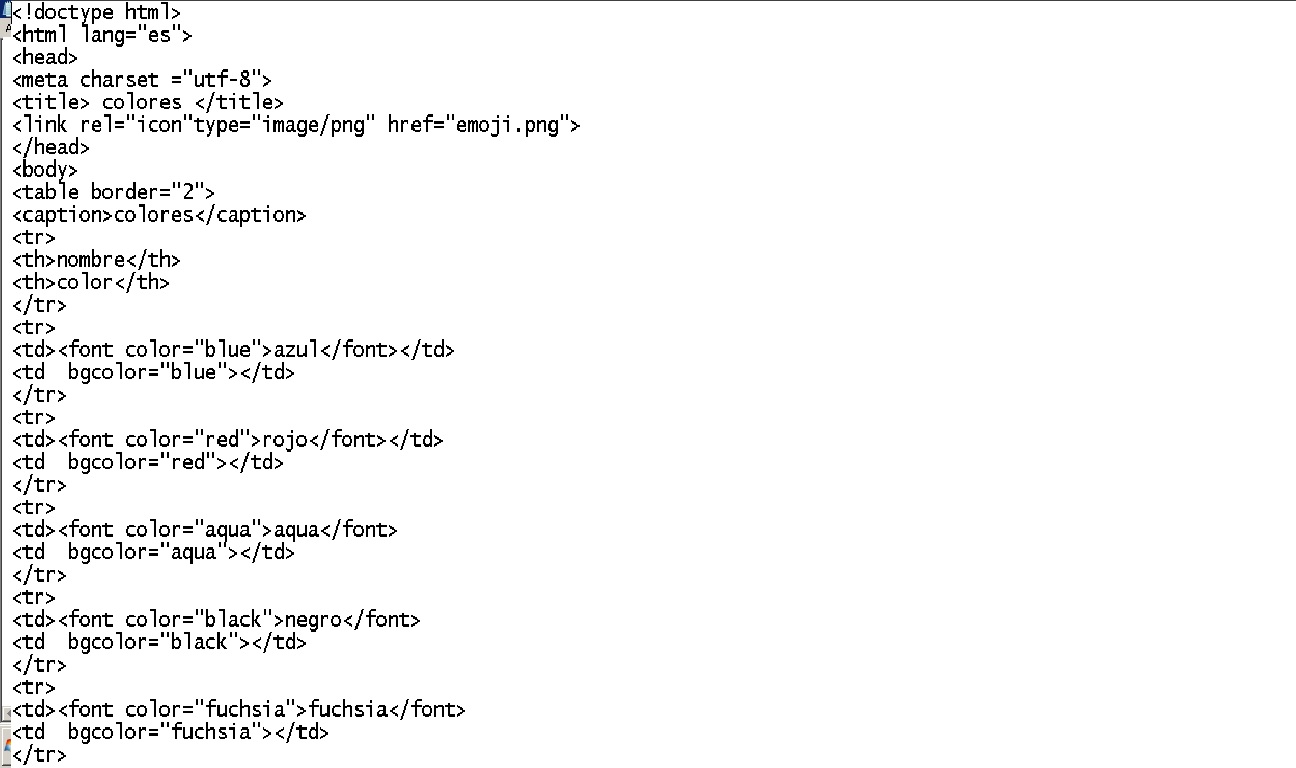 <!doctype html>
<html lang="es">
<head>
<meta charset ="utf-8">
<title> colores </title>
<link rel="icon"type="image/png" href="emoji.png">
</head>
<body>
<table border="2">
<caption>colores</caption>
<tr>
<th>nombre</th>
<th>color</th>
</tr>
<tr>
<td><font color="blue">azul</font></td>
<td  bgcolor="blue"></td>
</tr>
<tr>
<td><font color="red">rojo</font></td>
<td  bgcolor="red"></td>
</tr>
<tr>
<td><font color="aqua">aqua</font>
<td  bgcolor="aqua"></td>
</tr>
<tr>
<td><font color="black">negro</font>
<td  bgcolor="black"></td>
</tr>
<tr>
<td><font color="fuchsia">fuchsia</font>
<td  bgcolor="fuchsia"></td>
</tr>